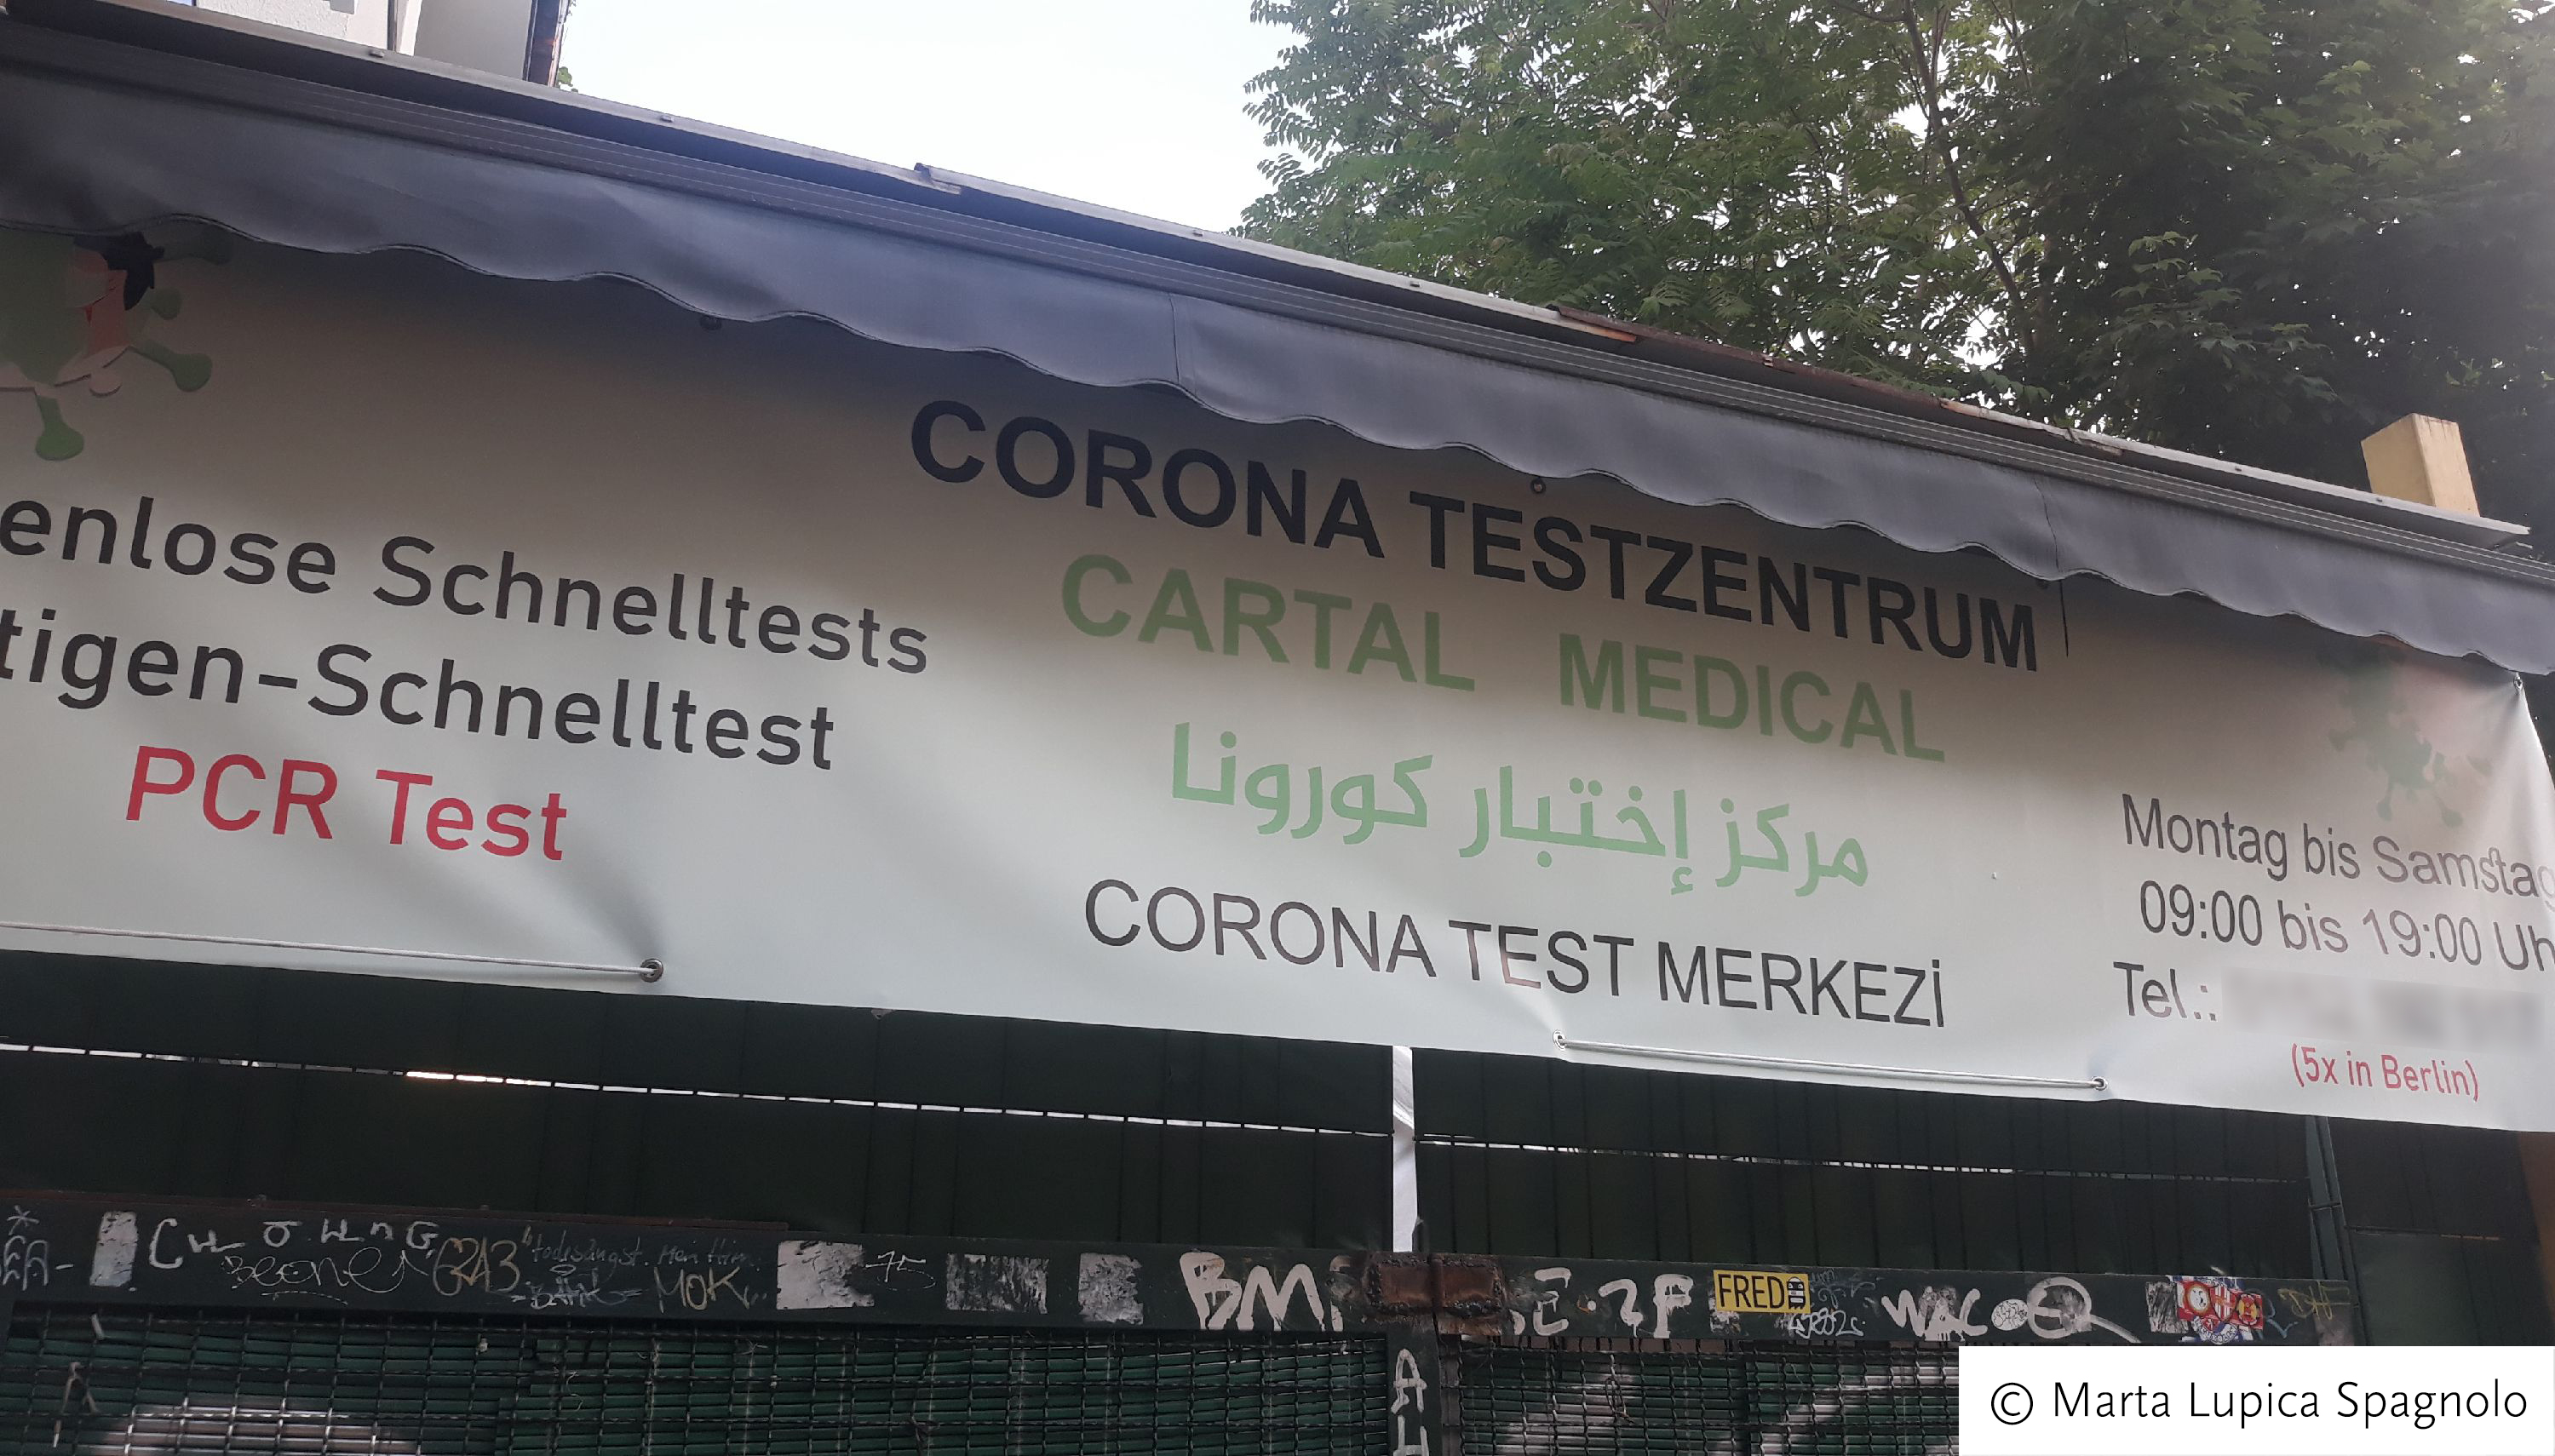 enlose Schnelltests
tigen-Schnelltest
PCR Test
CORONA TESTZENTRUM
CARTAL MEDICAL
مركز إختبار كورونا
CORONA TEST MERKEZİ
Montag bis Samstag
09:00 bis 19:00 Uh
Tel.:
(5x in Berlin)
MOK
BM
FRED
© Marta Lupica Spagnolo